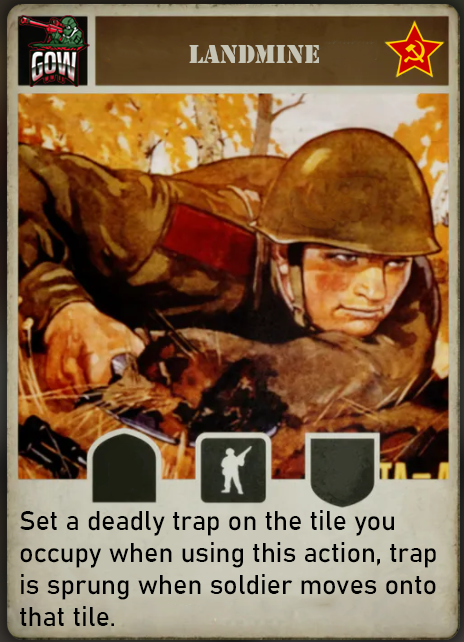 GOW
LANDMINE
TA-A
Set a deadly trap on the tile you
occupy when using this action, trap
is sprung when soldier moves onto
that tile.